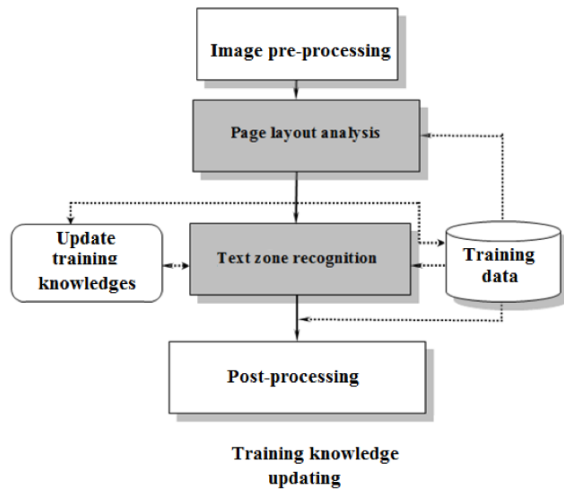 Image pre-processing
Page layout analysis
Update
training
knowledges
Text zone recognition
Training
data
Post-processing
Training knowledge
updating